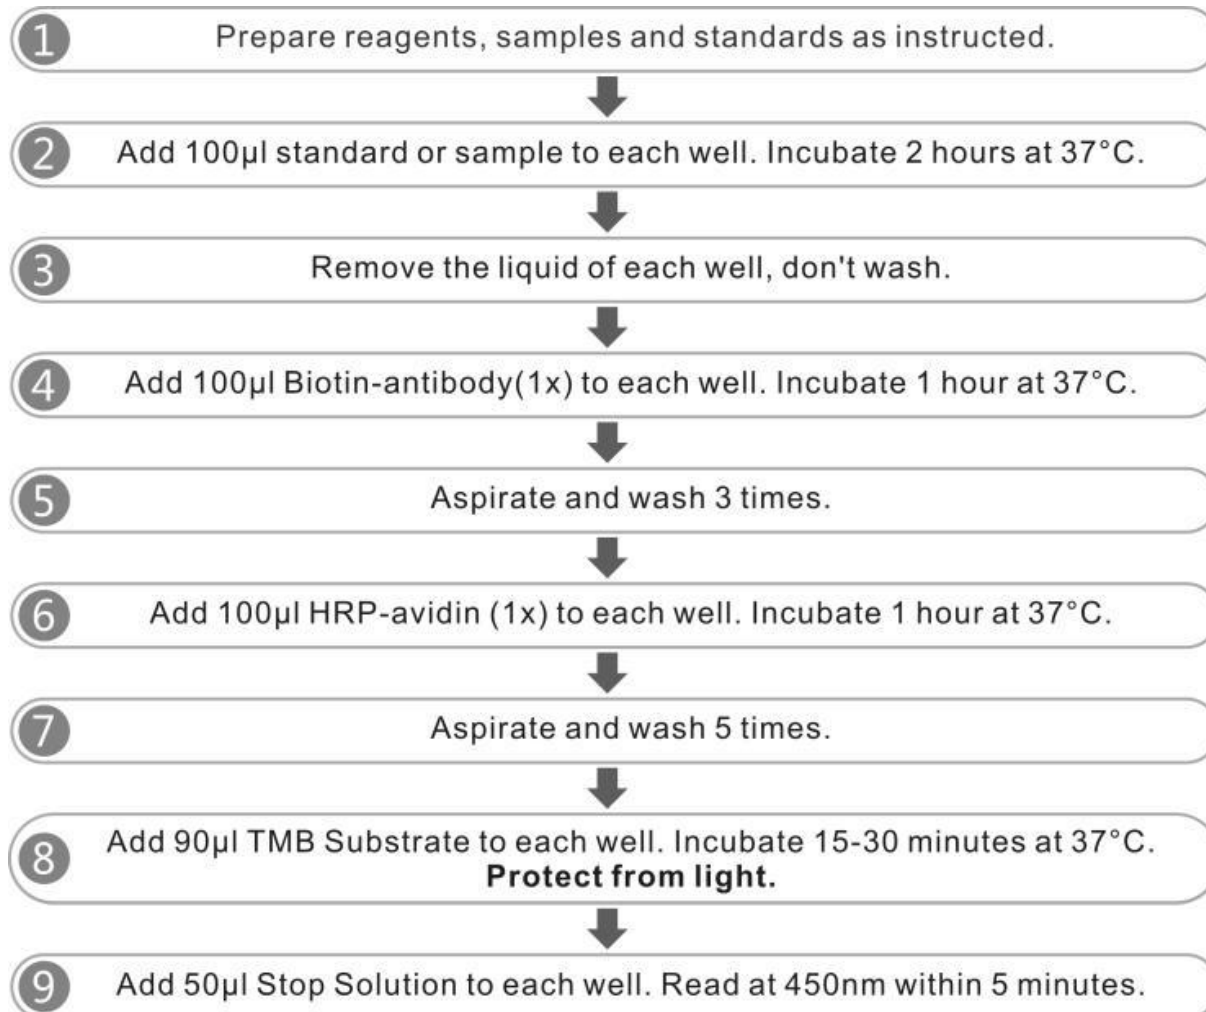 1 Prepare reagents, samples and standards as instructed.
2 Add 100µl standard or sample to each well. Incubate 2 hours at 37°C.
3 Remove the liquid of each well, don't wash.
4 Add 100µl Biotin-antibody(1x) to each well. Incubate 1 hour at 37°C.
5 Aspirate and wash 3 times.
6 Add 100µl HRP-avidin (1x) to each well. Incubate 1 hour at 37°C.
7 Aspirate and wash 5 times.
8 Add 90µl TMB Substrate to each well. Incubate 15-30 minutes at 37°C.
Protect from light.
9 Add 50µl Stop Solution to each well. Read at 450nm within 5 minutes.